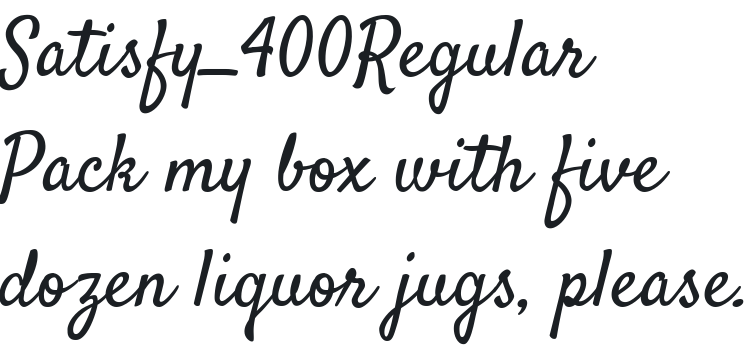 Satisfy_400Regular
Pack my box with five
dozen liquor jugs, please.